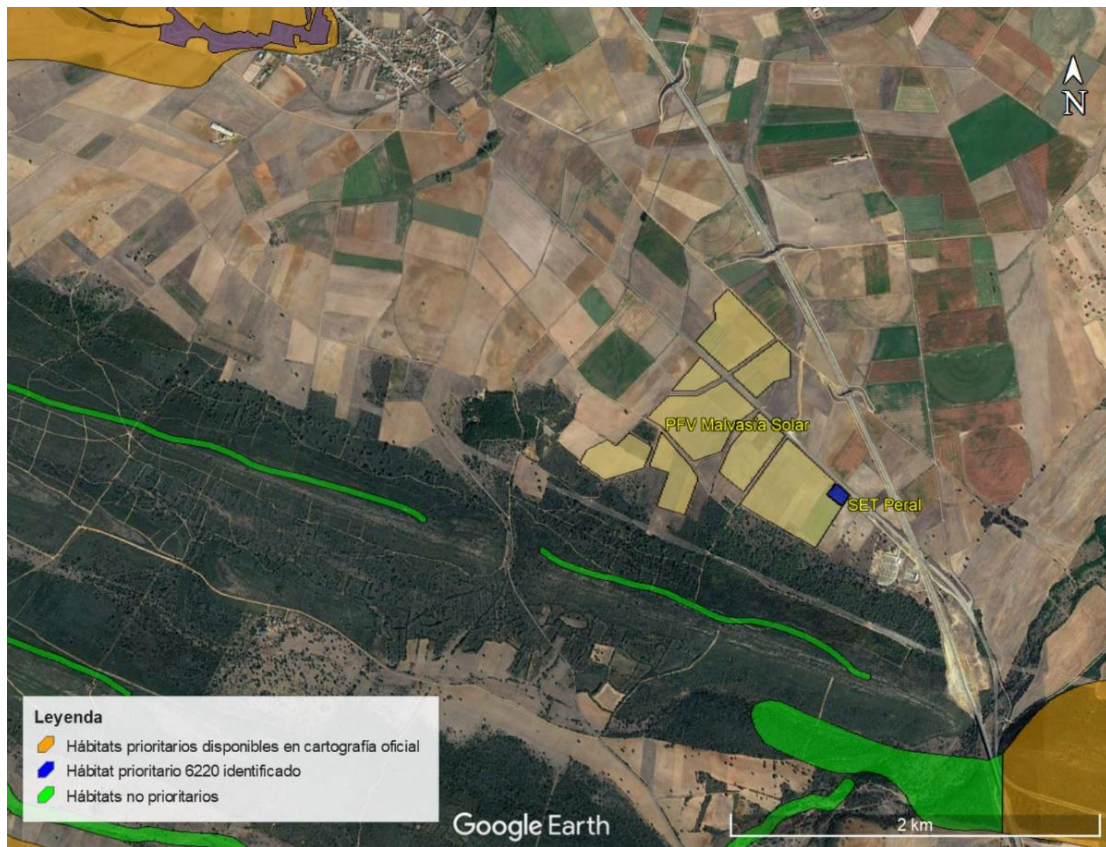 N
PFV Malvasía Solar
SET Peral
Leyenda
Hábitats prioritarios disponibles en cartografía oficial
Hábitat prioritario 6220 identificado
Hábitats no prioritarios
Google Earth
2 km